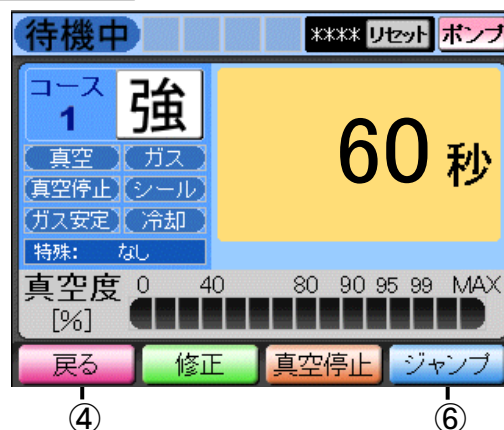 待機中 **** リセット ポンプ
コース 強
1
60 秒
真空 ガス
真空停止 シール
ガス安定 冷却
特殊: なし
真空度 0 40 80 90 95 99 MAX
[%]
戻る 修正 真空停止 ジャンプ
④ ⑥